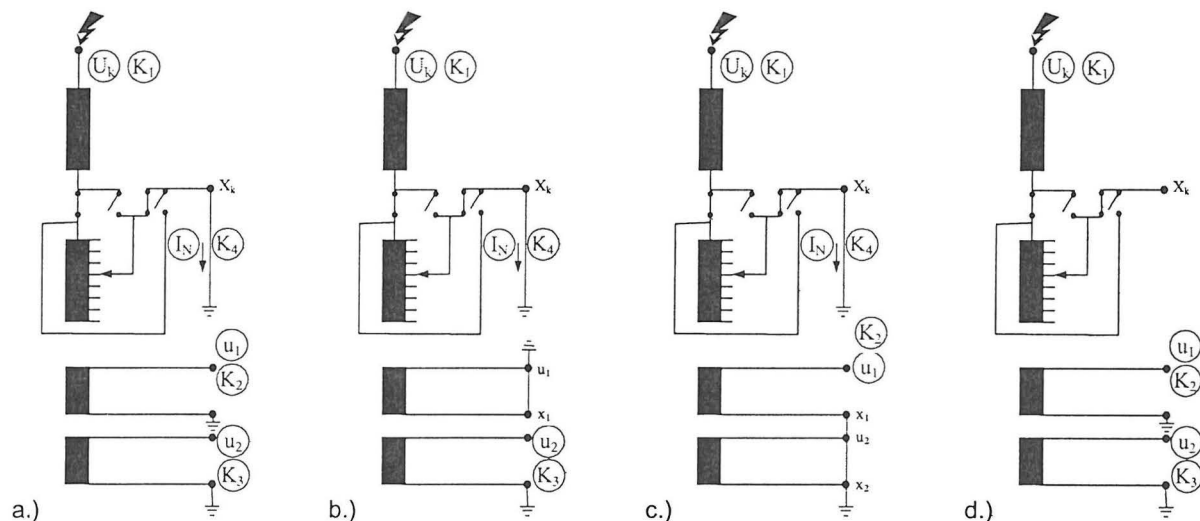 U_k K_1
X_k
I_N K_4
u_1
K_2
u_2
K_3
a.)
U_k K_1
X_k
I_N K_4
u_1
x_1
u_2
K_3
b.)
U_k K_1
X_k
I_N K_4
K_2
u_1
x_1
u_2
x_2
c.)
U_k K_1
X_k
u_1
K_2
u_2
K_3
d.)